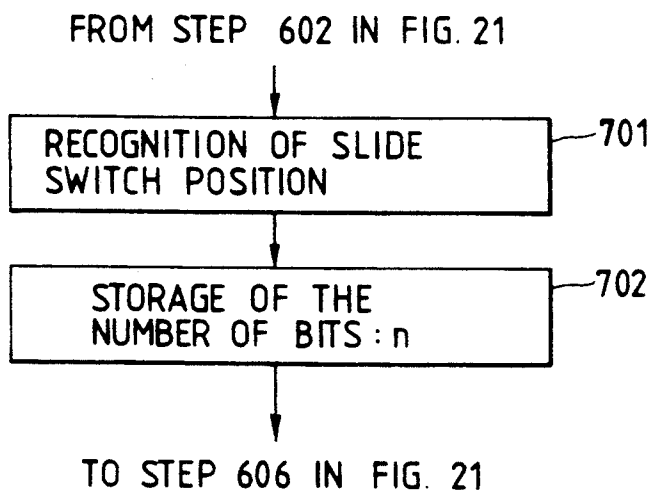 FROM STEP 602 IN FIG. 21
RECOGNITION OF SLIDE
SWITCH POSITION
701
STORAGE OF THE
NUMBER OF BITS : n
702
TO STEP 606 IN FIG. 21